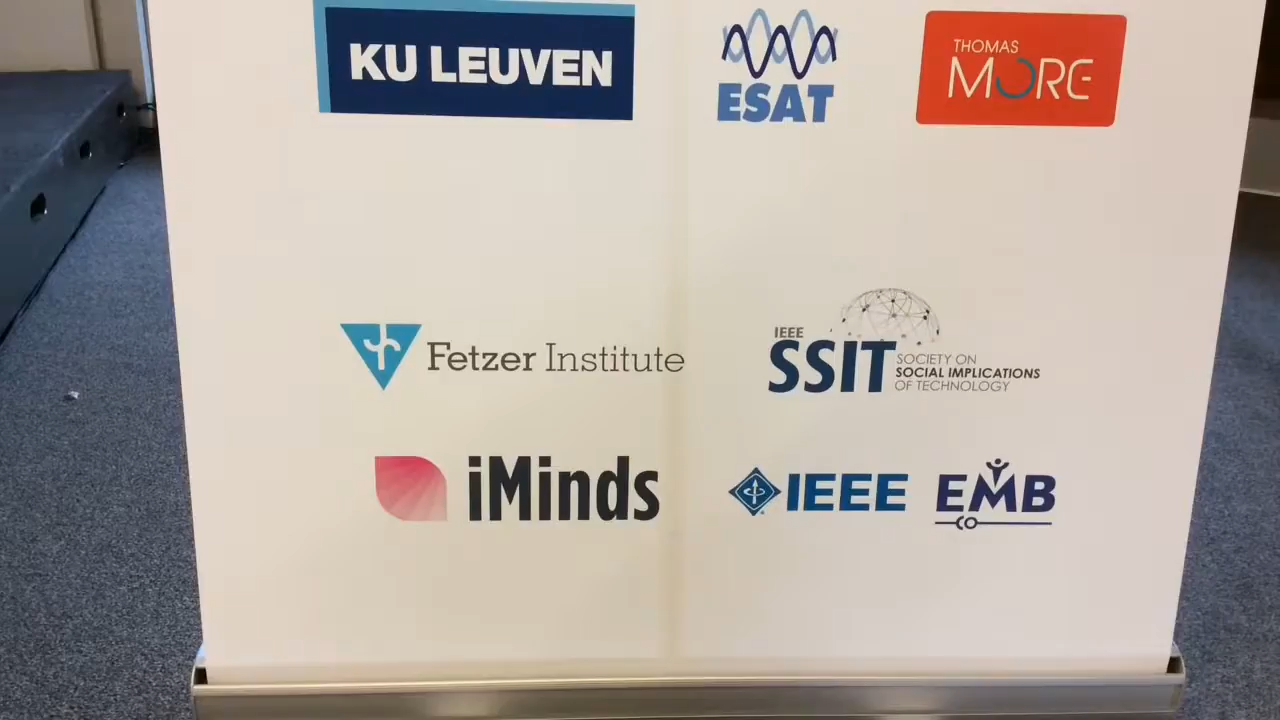 KU LEUVEN
ESAT
THOMAS
MORE
Fetzer Institute
IEEE
SSIT
SOCIETY ON
SOCIAL IMPLICATIONS
OF TECHNOLOGY
iMinds
IEEE
EMB